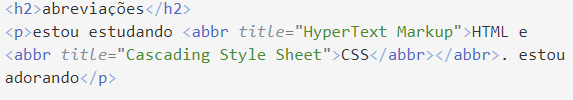 <h2>abreviações</h2>
<p>estou estudando <abbr title="HyperText Markup">HTML e
<abbr title="Cascading Style Sheet">CSS</abbr></abbr>. estou
adorando</p>